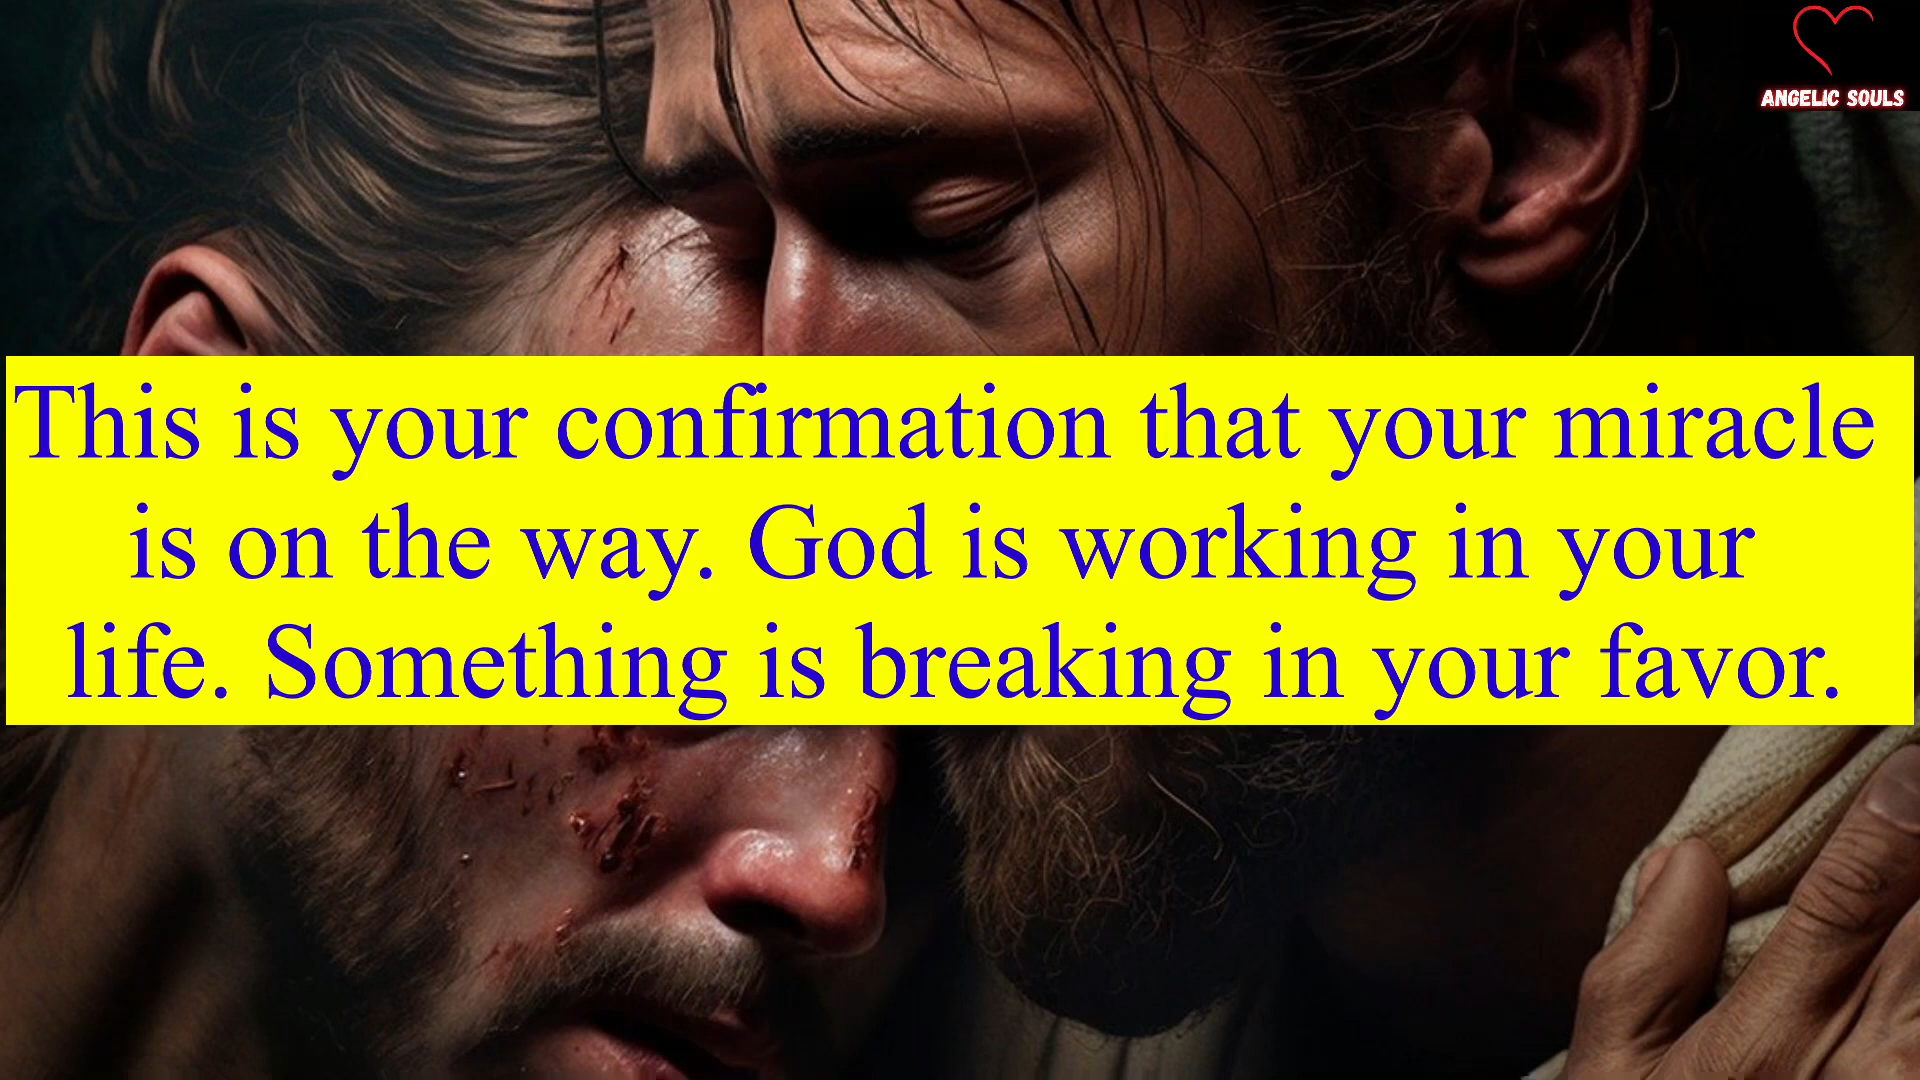 ANGELIC SOULS
This is your confirmation that your miracle
is on the way. God is working in your
life. Something is breaking in your favor.